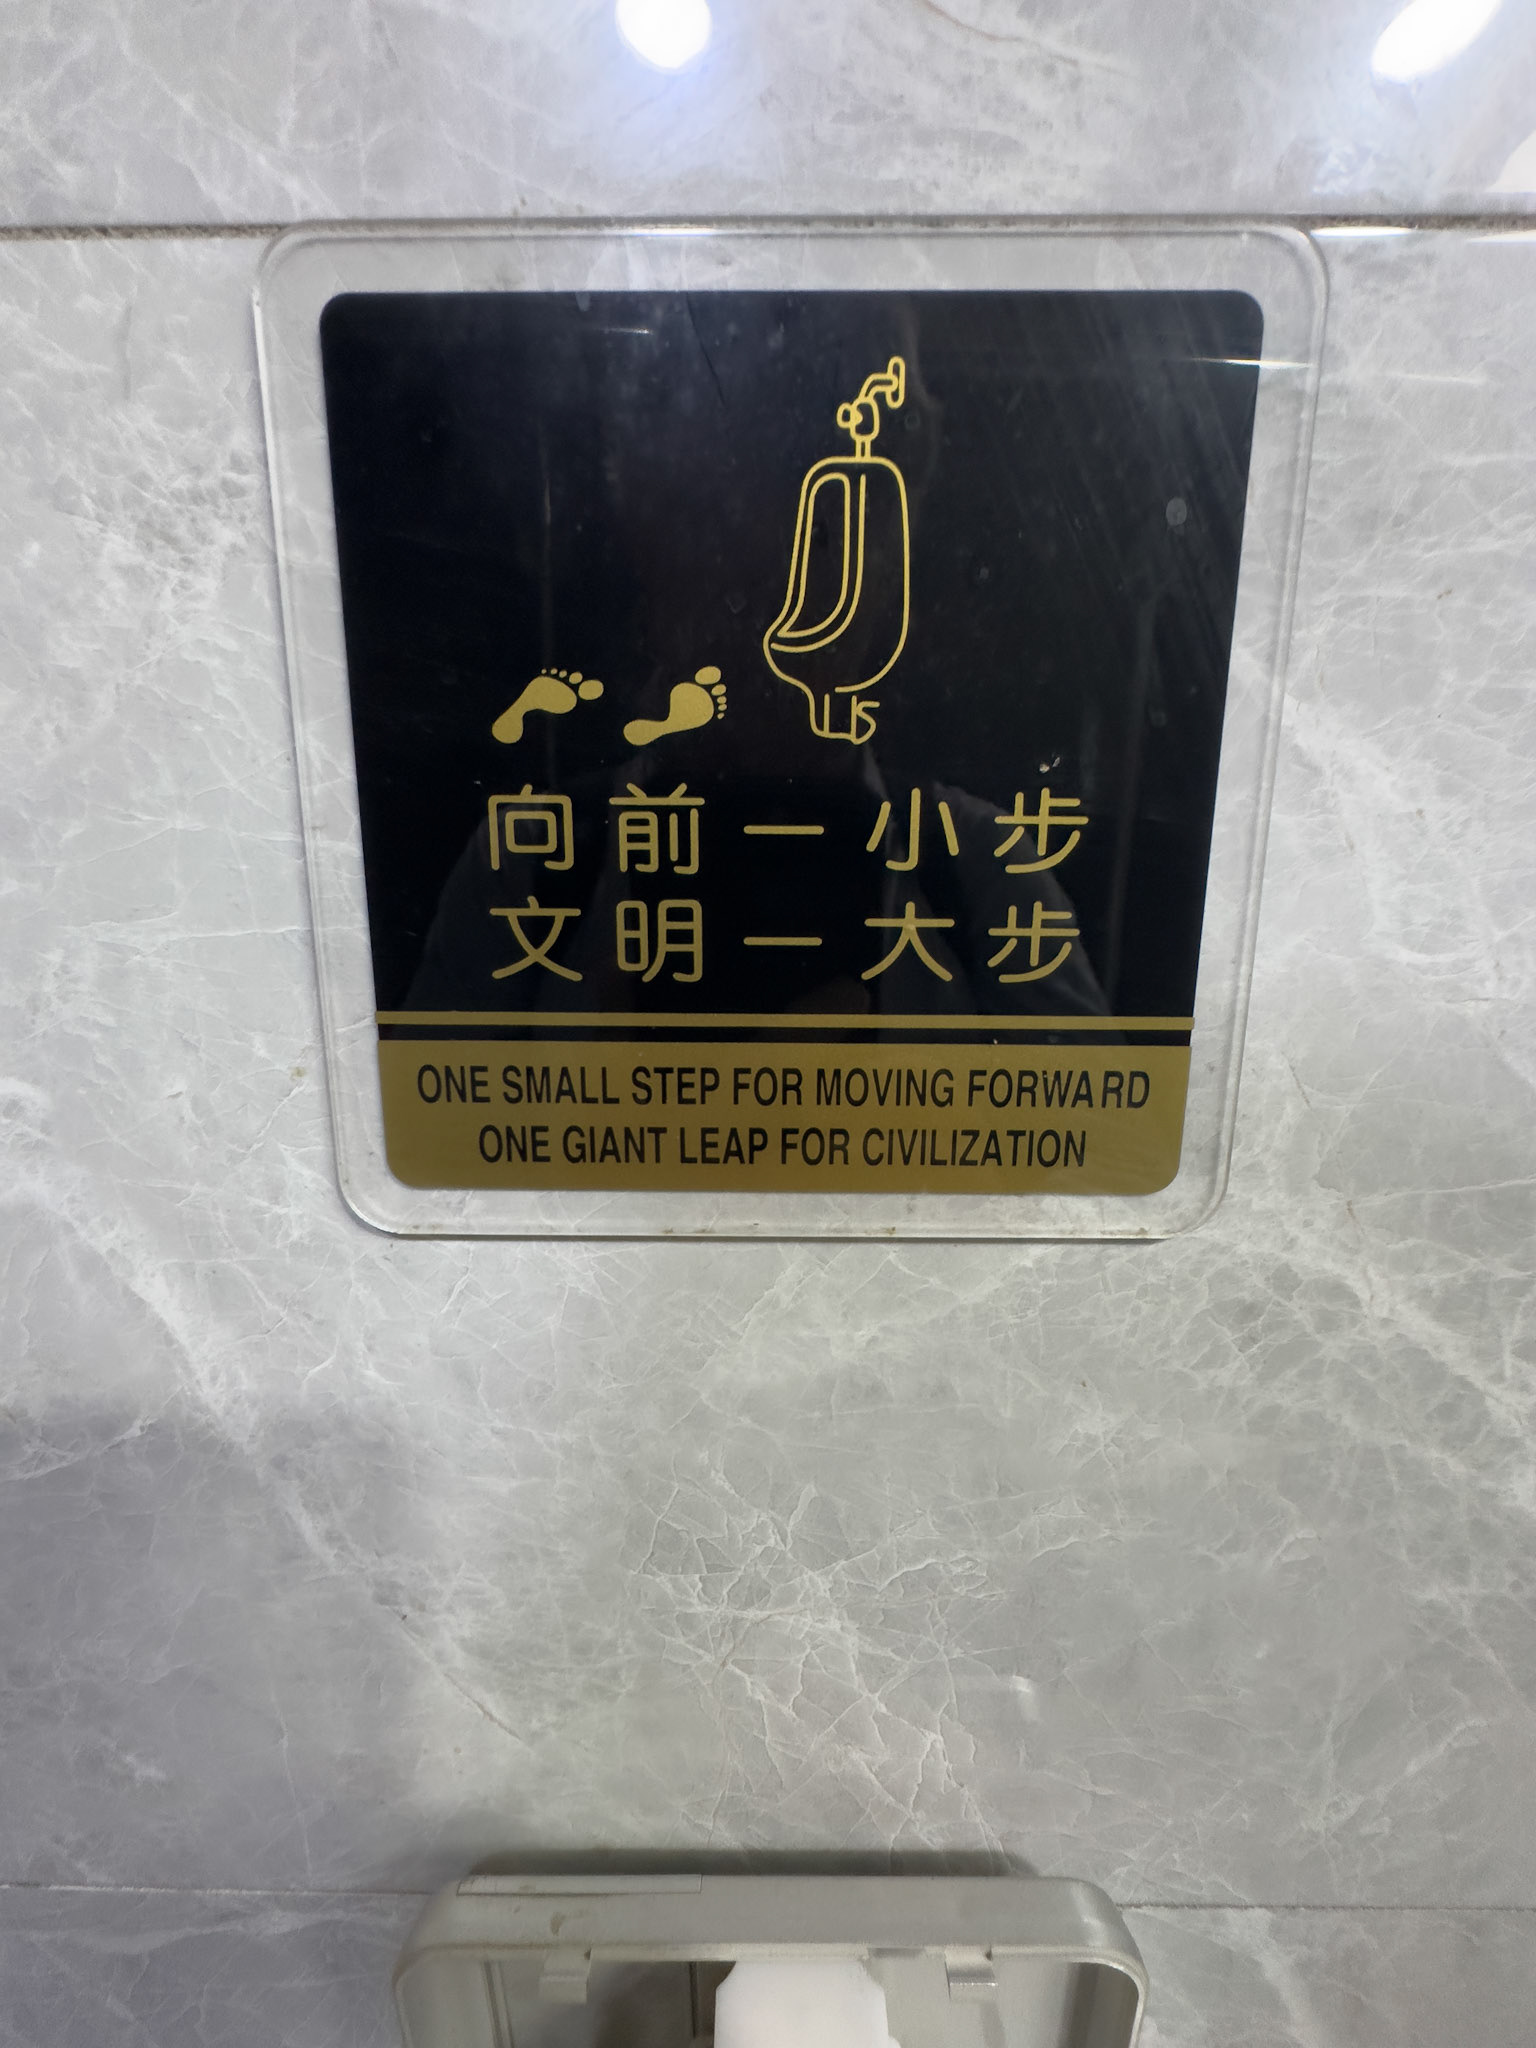 向前一小步
文明一大步
ONE SMALL STEP FOR MOVING FORWARD
ONE GIANT LEAP FOR CIVILIZATION